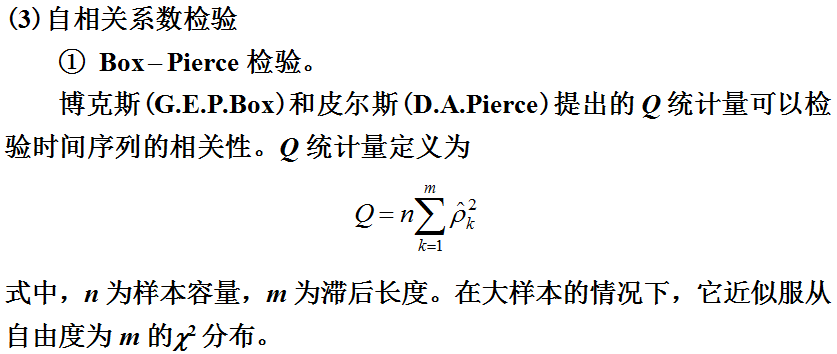 (3)自相关系数检验
① Box – Pierce 检验。
博克斯(G.E.P.Box)和皮尔斯(D.A.Pierce)提出的 Q 统计量可以检
验时间序列的相关性。Q 统计量定义为
Q = n∑_{k=1}^{m} ρ̂_k^2
式中，n 为样本容量，m 为滞后长度。在大样本的情况下，它近似服从
自由度为 m 的χ² 分布。